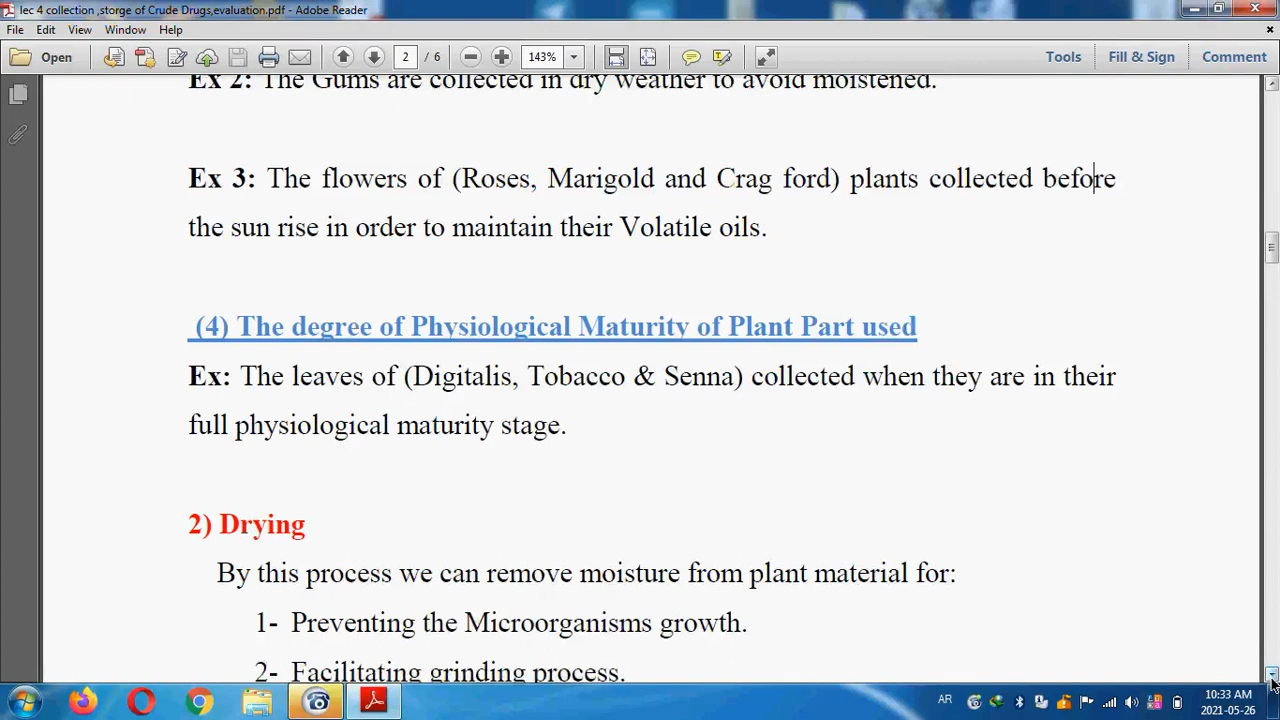 lec 4 collection ,storge of Crude Drugs,evaluation.pdf - Adobe Reader
File Edit View Window Help
Open 2 / 6 143% Tools Fill & Sign Comment
Ex 2: The Gums are collected in dry weather to avoid moistened.
Ex 3: The flowers of (Roses, Marigold and Crag ford) plants collected before
the sun rise in order to maintain their Volatile oils.
(4) The degree of Physiological Maturity of Plant Part used
Ex: The leaves of (Digitalis, Tobacco & Senna) collected when they are in their
full physiological maturity stage.
2) Drying
By this process we can remove moisture from plant material for:
1- Preventing the Microorganisms growth.
2- Facilitating grinding process.
AR 10:33 AM
2021-05-26